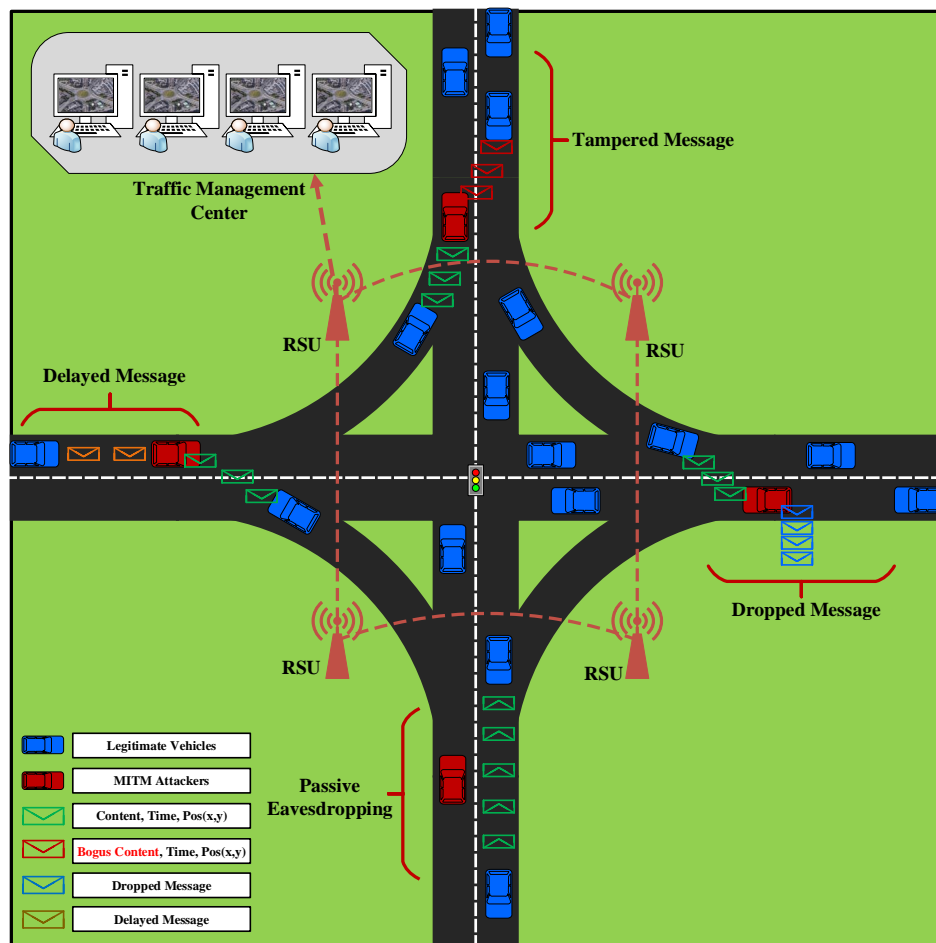 Tampered Message
Traffic Management
Center
RSU
RSU
Delayed Message
Dropped Message
RSU
RSU
Passive
Eavesdropping
Legitimate Vehicles
MITM Attackers
Content, Time, Pos(x,y)
Bogus Content, Time, Pos(x,y)
Dropped Message
Delayed Message